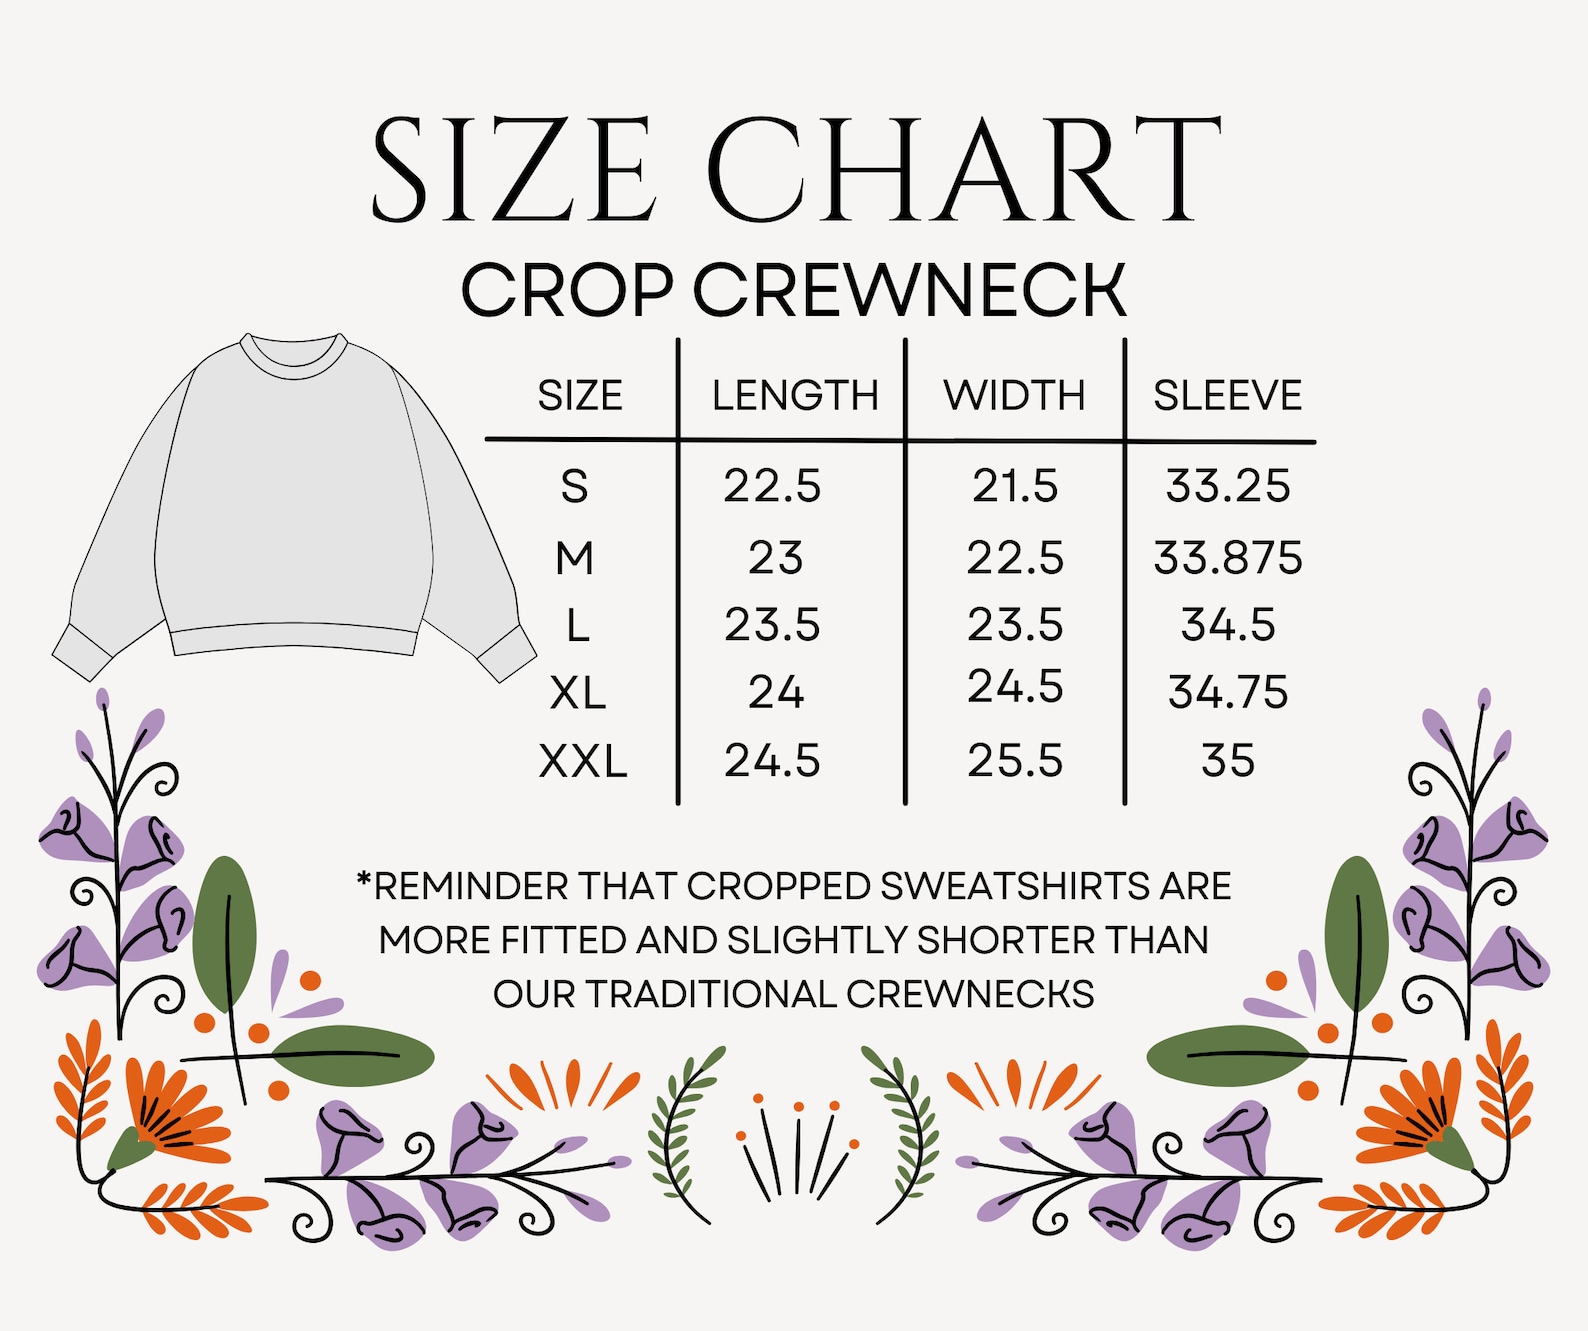 SIZE CHART
CROP CREWNECK
SIZE LENGTH WIDTH SLEEVE
S 22.5 21.5 33.25
M 23 22.5 33.875
L 23.5 23.5 34.5
XL 24 24.5 34.75
XXL 24.5 25.5 35
*REMINDER THAT CROPPED SWEATSHIRTS ARE
MORE FITTED AND SLIGHTLY SHORTER THAN
OUR TRADITIONAL CREWNECKS